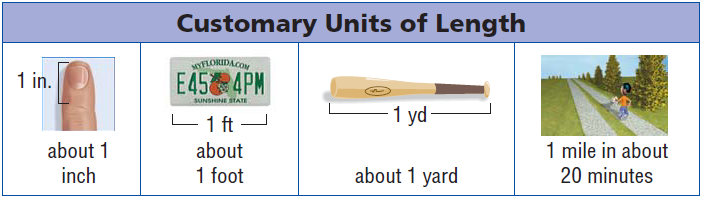 Customary Units of Length
1 in.
about 1
inch
MYFLORIDA.COM
E45 4PM
SUNSHINE STATE
1 ft
about
1 foot
1 yd
about 1 yard
1 mile in about
20 minutes